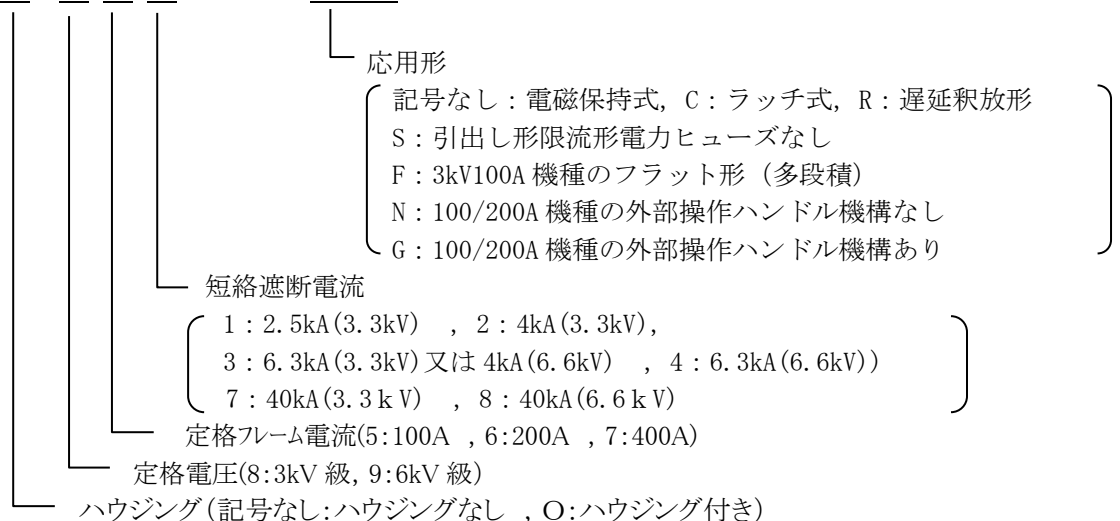 応用形
記号なし：電磁保持式, C：ラッチ式, R：遅延釈放形
S：引出し形限流形電力ヒューズなし
F：3kV100A 機種のフラット形（多段積）
N：100/200A 機種の外部操作ハンドル機構なし
G：100/200A 機種の外部操作ハンドル機構あり
短絡遮断電流
1：2.5kA(3.3kV) , 2：4kA(3.3kV),
3：6.3kA(3.3kV)又は 4kA(6.6kV) , 4：6.3kA(6.6kV))
7：40kA(3.3ｋV) , 8：40kA(6.6ｋV)
定格ﾌﾚｰﾑ電流(5:100A ,6:200A ,7:400A)
定格電圧(8:3kV 級, 9:6kV 級)
ハウジング(記号なし:ハウジングなし , O:ハウジング付き)